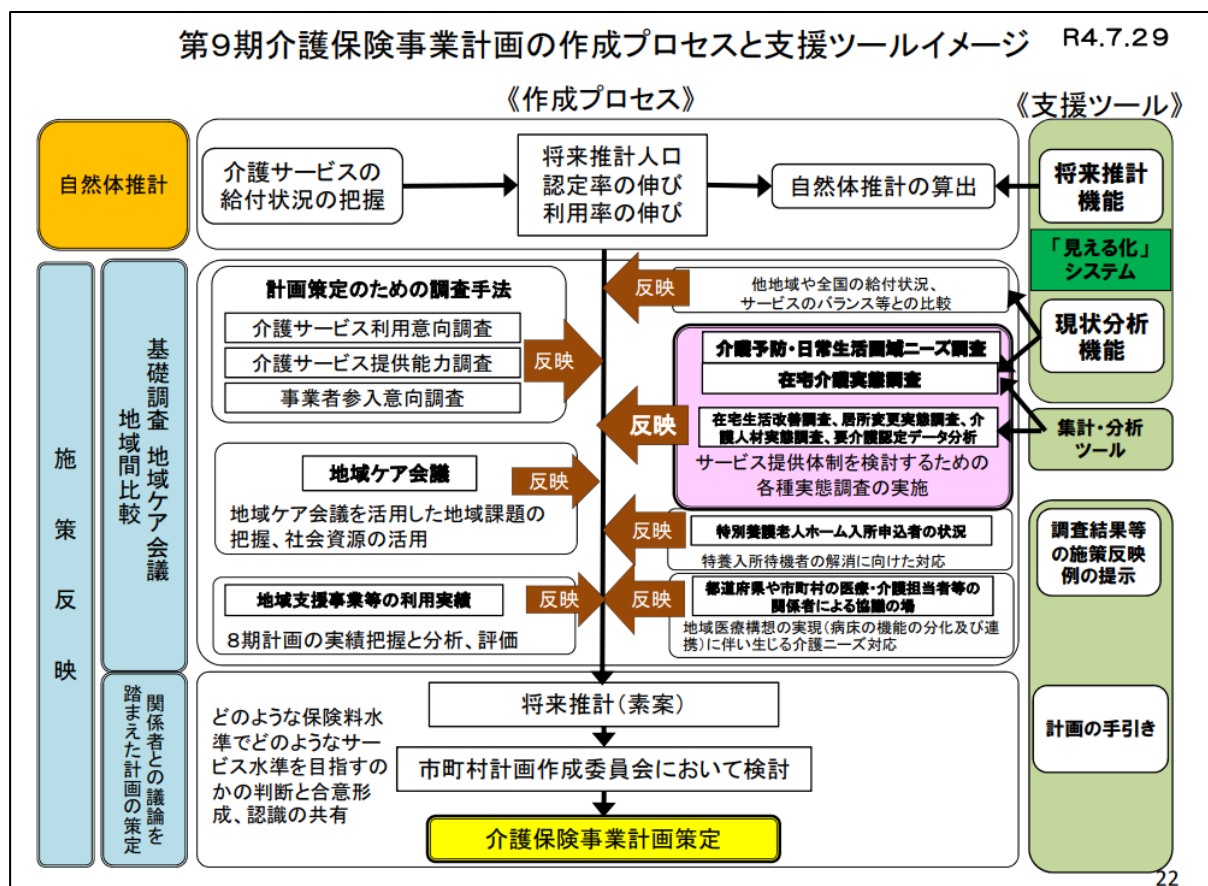 第9期介護保険事業計画の作成プロセスと支援ツールイメージ
R4.7.29
《作成プロセス》
《支援ツール》
自然体推計
介護サービスの
給付状況の把握
将来推計人口
認定率の伸び
利用率の伸び
自然体推計の算出
将来推計
機能
「見える化」
システム
現状分析
機能
集計・分析
ツール
調査結果等
の施策反映
例の提示
計画の手引き
施策反映
基礎調査 地域ケア会議
地域間比較
関係者との議論を
踏まえた計画の策定
計画策定のための調査手法
介護サービス利用意向調査
介護サービス提供能力調査
事業者参入意向調査
反映
反映
他地域や全国の給付状況、
サービスのバランス等との比較
介護予防・日常生活圏域ニーズ調査
在宅介護実態調査
反映
在宅生活改善調査、居所変更実態調査、介
護人材実態調査、要介護認定データ分析
サービス提供体制を検討するための
各種実態調査の実施
地域ケア会議
地域ケア会議を活用した地域課題の
把握、社会資源の活用
反映
反映
特別養護老人ホーム入所申込者の状況
特養入所待機者の解消に向けた対応
地域支援事業等の利用実績
8期計画の実績把握と分析、評価
反映
反映
都道府県や市町村の医療・介護担当者等の
関係者による協議の場
地域医療構想の実現(病床の機能の分化及び連
携)に伴い生じる介護ニーズ対応
どのような保険料水
準でどのようなサー
ビス水準を目指すの
かの判断と合意形
成、認識の共有
将来推計(素案)
市町村計画作成委員会において検討
介護保険事業計画策定
22